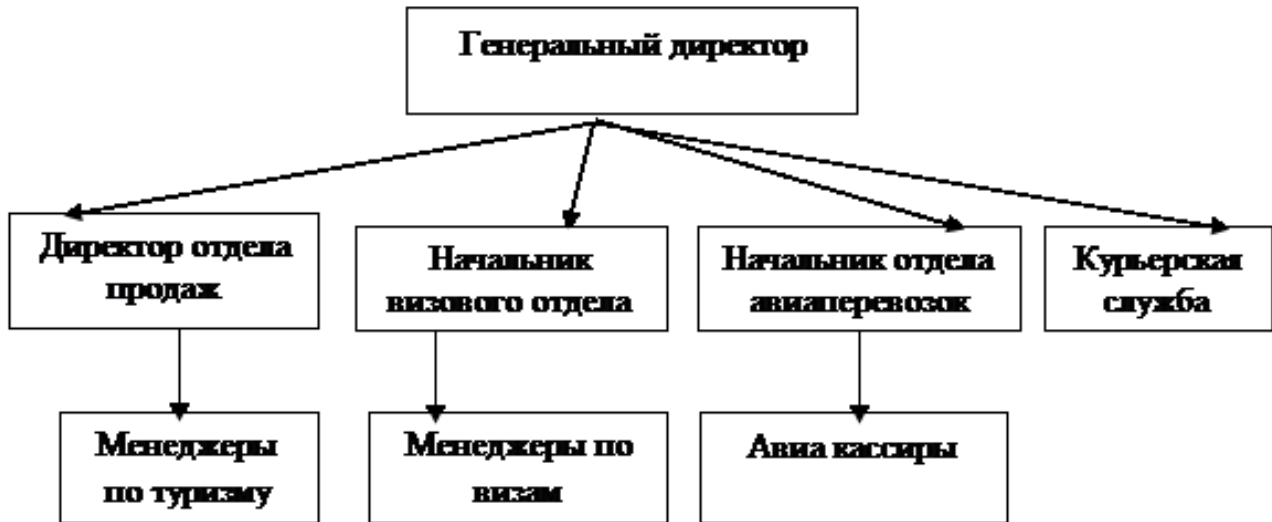 Генеральный директор
Директор отдела
продаж
Начальник
визового отдела
Начальник отдела
авиаперевозок
Курьерская
служба
Менеджеры
по туризму
Менеджеры по
визам
Авиа кассиры